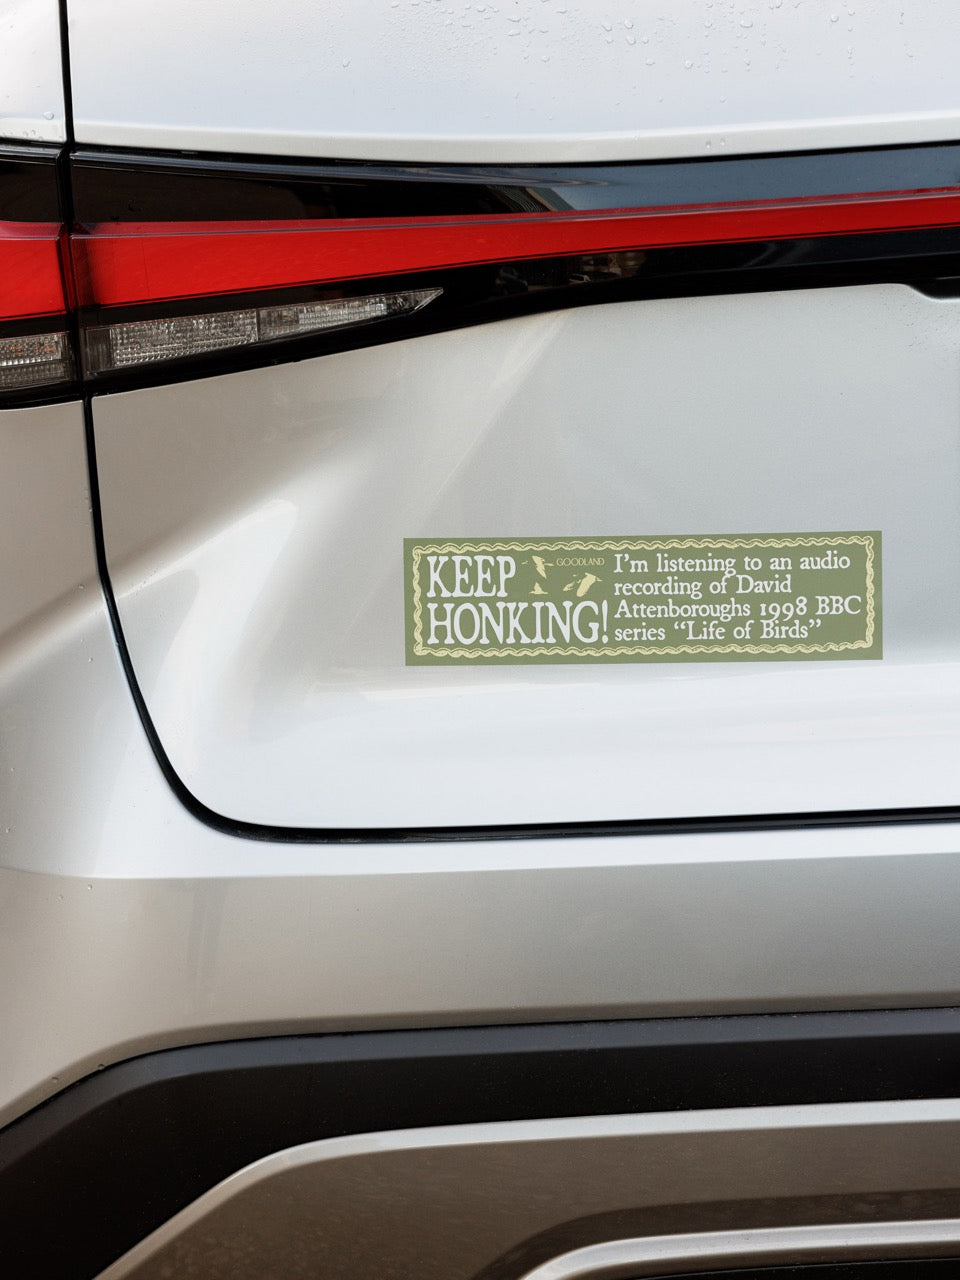 KEEP
HONKING!
GOODLAND
I'm listening to an audio
recording of David
Attenboroughs 1998 BBC
series “Life of Birds”